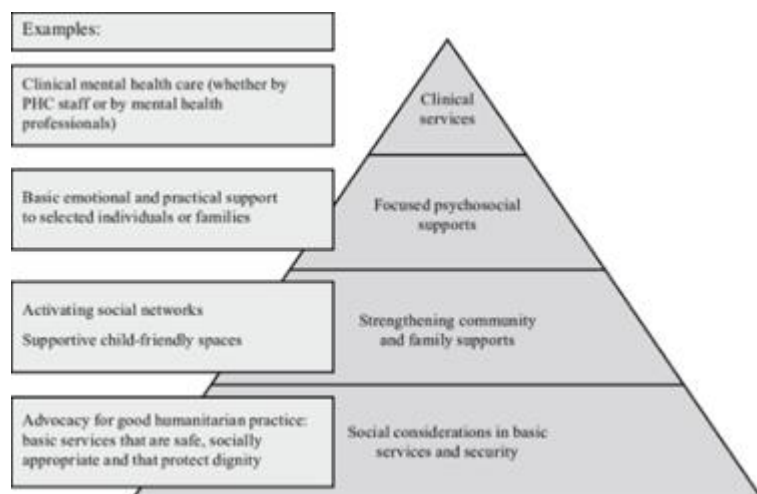 Examples:
Clinical mental health care (whether by
PHC staff or by mental health
professionals)
Clinical
services
Basic emotional and practical support
to selected individuals or families
Focused psychosocial
supports
Activating social networks
Supportive child-friendly spaces
Strengthening community
and family supports
Advocacy for good humanitarian practice:
basic services that are safe, socially
appropriate and that protect dignity
Social considerations in basic
services and security